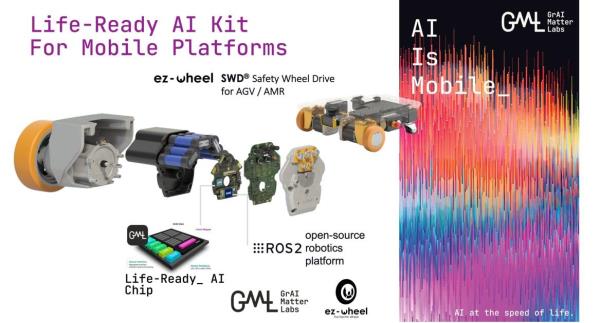 Life-Ready AI Kit
For Mobile Platforms
ez-wheel SWD® Safety Wheel Drive
for AGV / AMR
GML
ROS2
open-source
robotics
platform
Life-Ready_ AI
Chip
GML
GrAI
Matter
Labs
ez-wheel
AI
Is
Mobile_
GML
GrAI
Matter
Labs
AI at the speed of life.